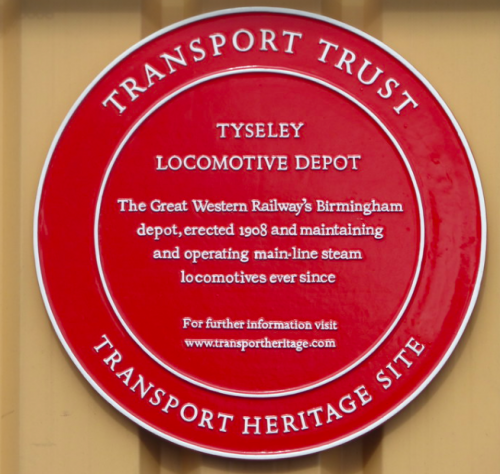 TRANSPORT TRUST
TYSELEY
LOCOMOTIVE DEPOT
The Great Western Railway's Birmingham
depot, erected 1908 and maintaining
and operating main-line steam
locomotives ever since
For further information visit
www.transportheritage.com
TRANSPORT HERITAGE SITE